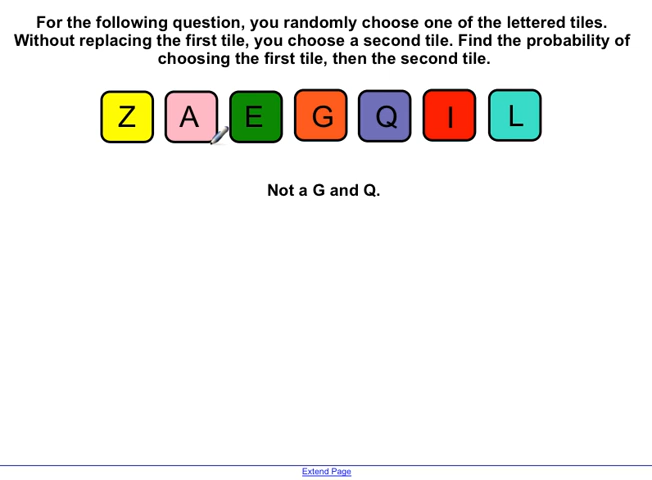 For the following question, you randomly choose one of the lettered tiles.
Without replacing the first tile, you choose a second tile. Find the probability of
choosing the first tile, then the second tile.
Z A E G Q I L
Not a G and Q.
Extend Page